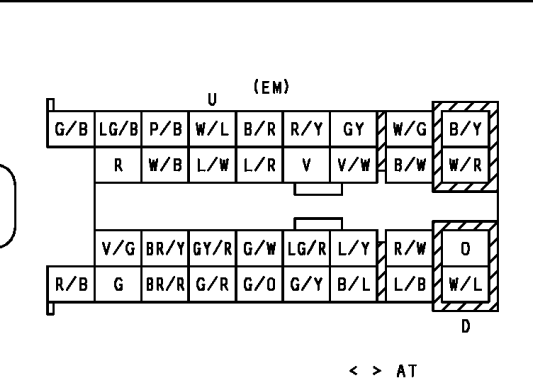 (EM)
U
G/B LG/B P/B W/L B/R R/Y GY W/G B/Y
R W/B L/W L/R V V/W B/W W/R
V/G BR/Y GY/R G/W LG/R L/Y R/W O
R/B G BR/R G/R G/O G/Y B/L L/B W/L
D
< > AT